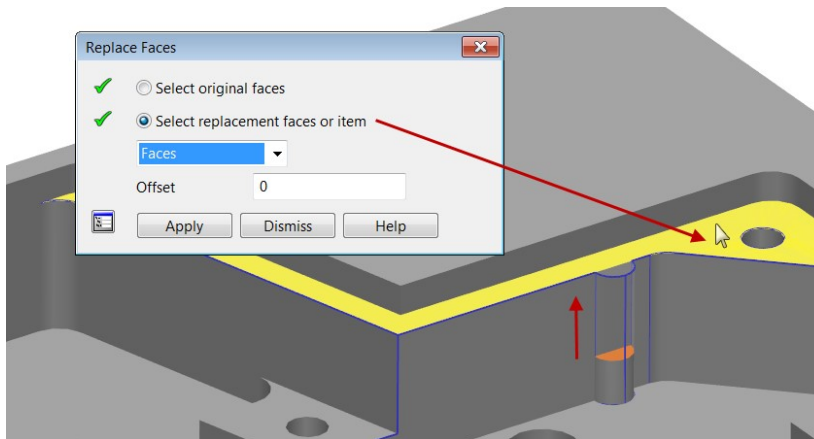 Replace Faces
Select original faces
Select replacement faces or item
Faces
Offset 0
Apply Dismiss Help